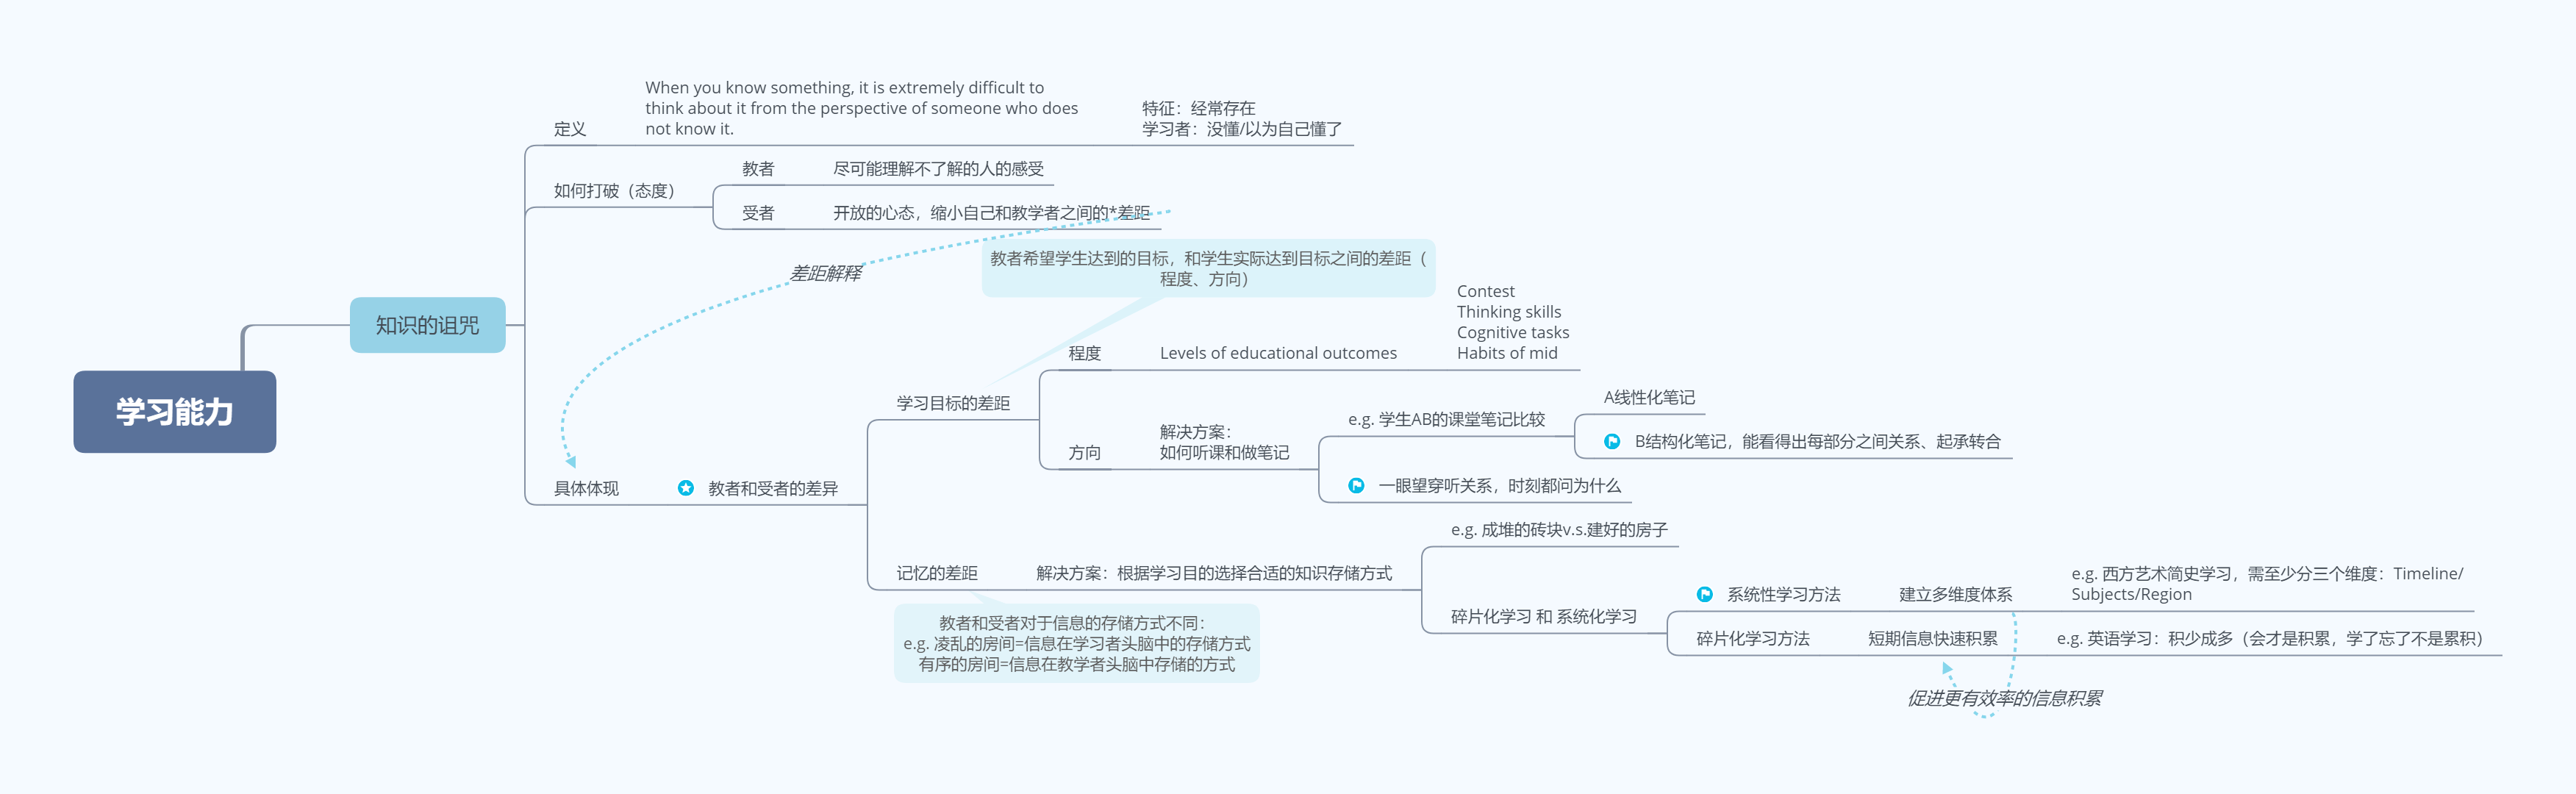 学习能力
知识的诅咒
定义
When you know something, it is extremely difficult to
think about it from the perspective of someone who does
not know it.
特征：经常存在
学习者：没懂/以为自己懂了
如何打破（态度）
教者
尽可能理解不了解的人的感受
受者
开放的心态，缩小自己和教学者之间的*差距
差距解释
具体体现
教者和受者的差异
学习目标的差距
教者希望学生达到的目标，和学生实际达到目标之间的差距（
程度、方向）
程度
Levels of educational outcomes
Contest
Thinking skills
Cognitive tasks
Habits of mid
方向
解决方案：
如何听课和做笔记
e.g. 学生AB的课堂笔记比较
A线性化笔记
B结构化笔记，能看得出每部分之间关系、起承转合
一眼望穿听关系，时刻都问为什么
记忆的差距
教者和受者对于信息的存储方式不同：
e.g. 凌乱的房间=信息在学习者头脑中的存储方式
有序的房间=信息在教学者头脑中存储的方式
解决方案：根据学习目的选择合适的知识存储方式
e.g. 成堆的砖块v.s.建好的房子
碎片化学习 和 系统化学习
系统性学习方法
建立多维度体系
e.g. 西方艺术简史学习，需至少分三个维度：Timeline/
Subjects/Region
碎片化学习方法
短期信息快速积累
e.g. 英语学习：积少成多（会才是积累，学了忘了不是累积）
促进更有效率的信息积累